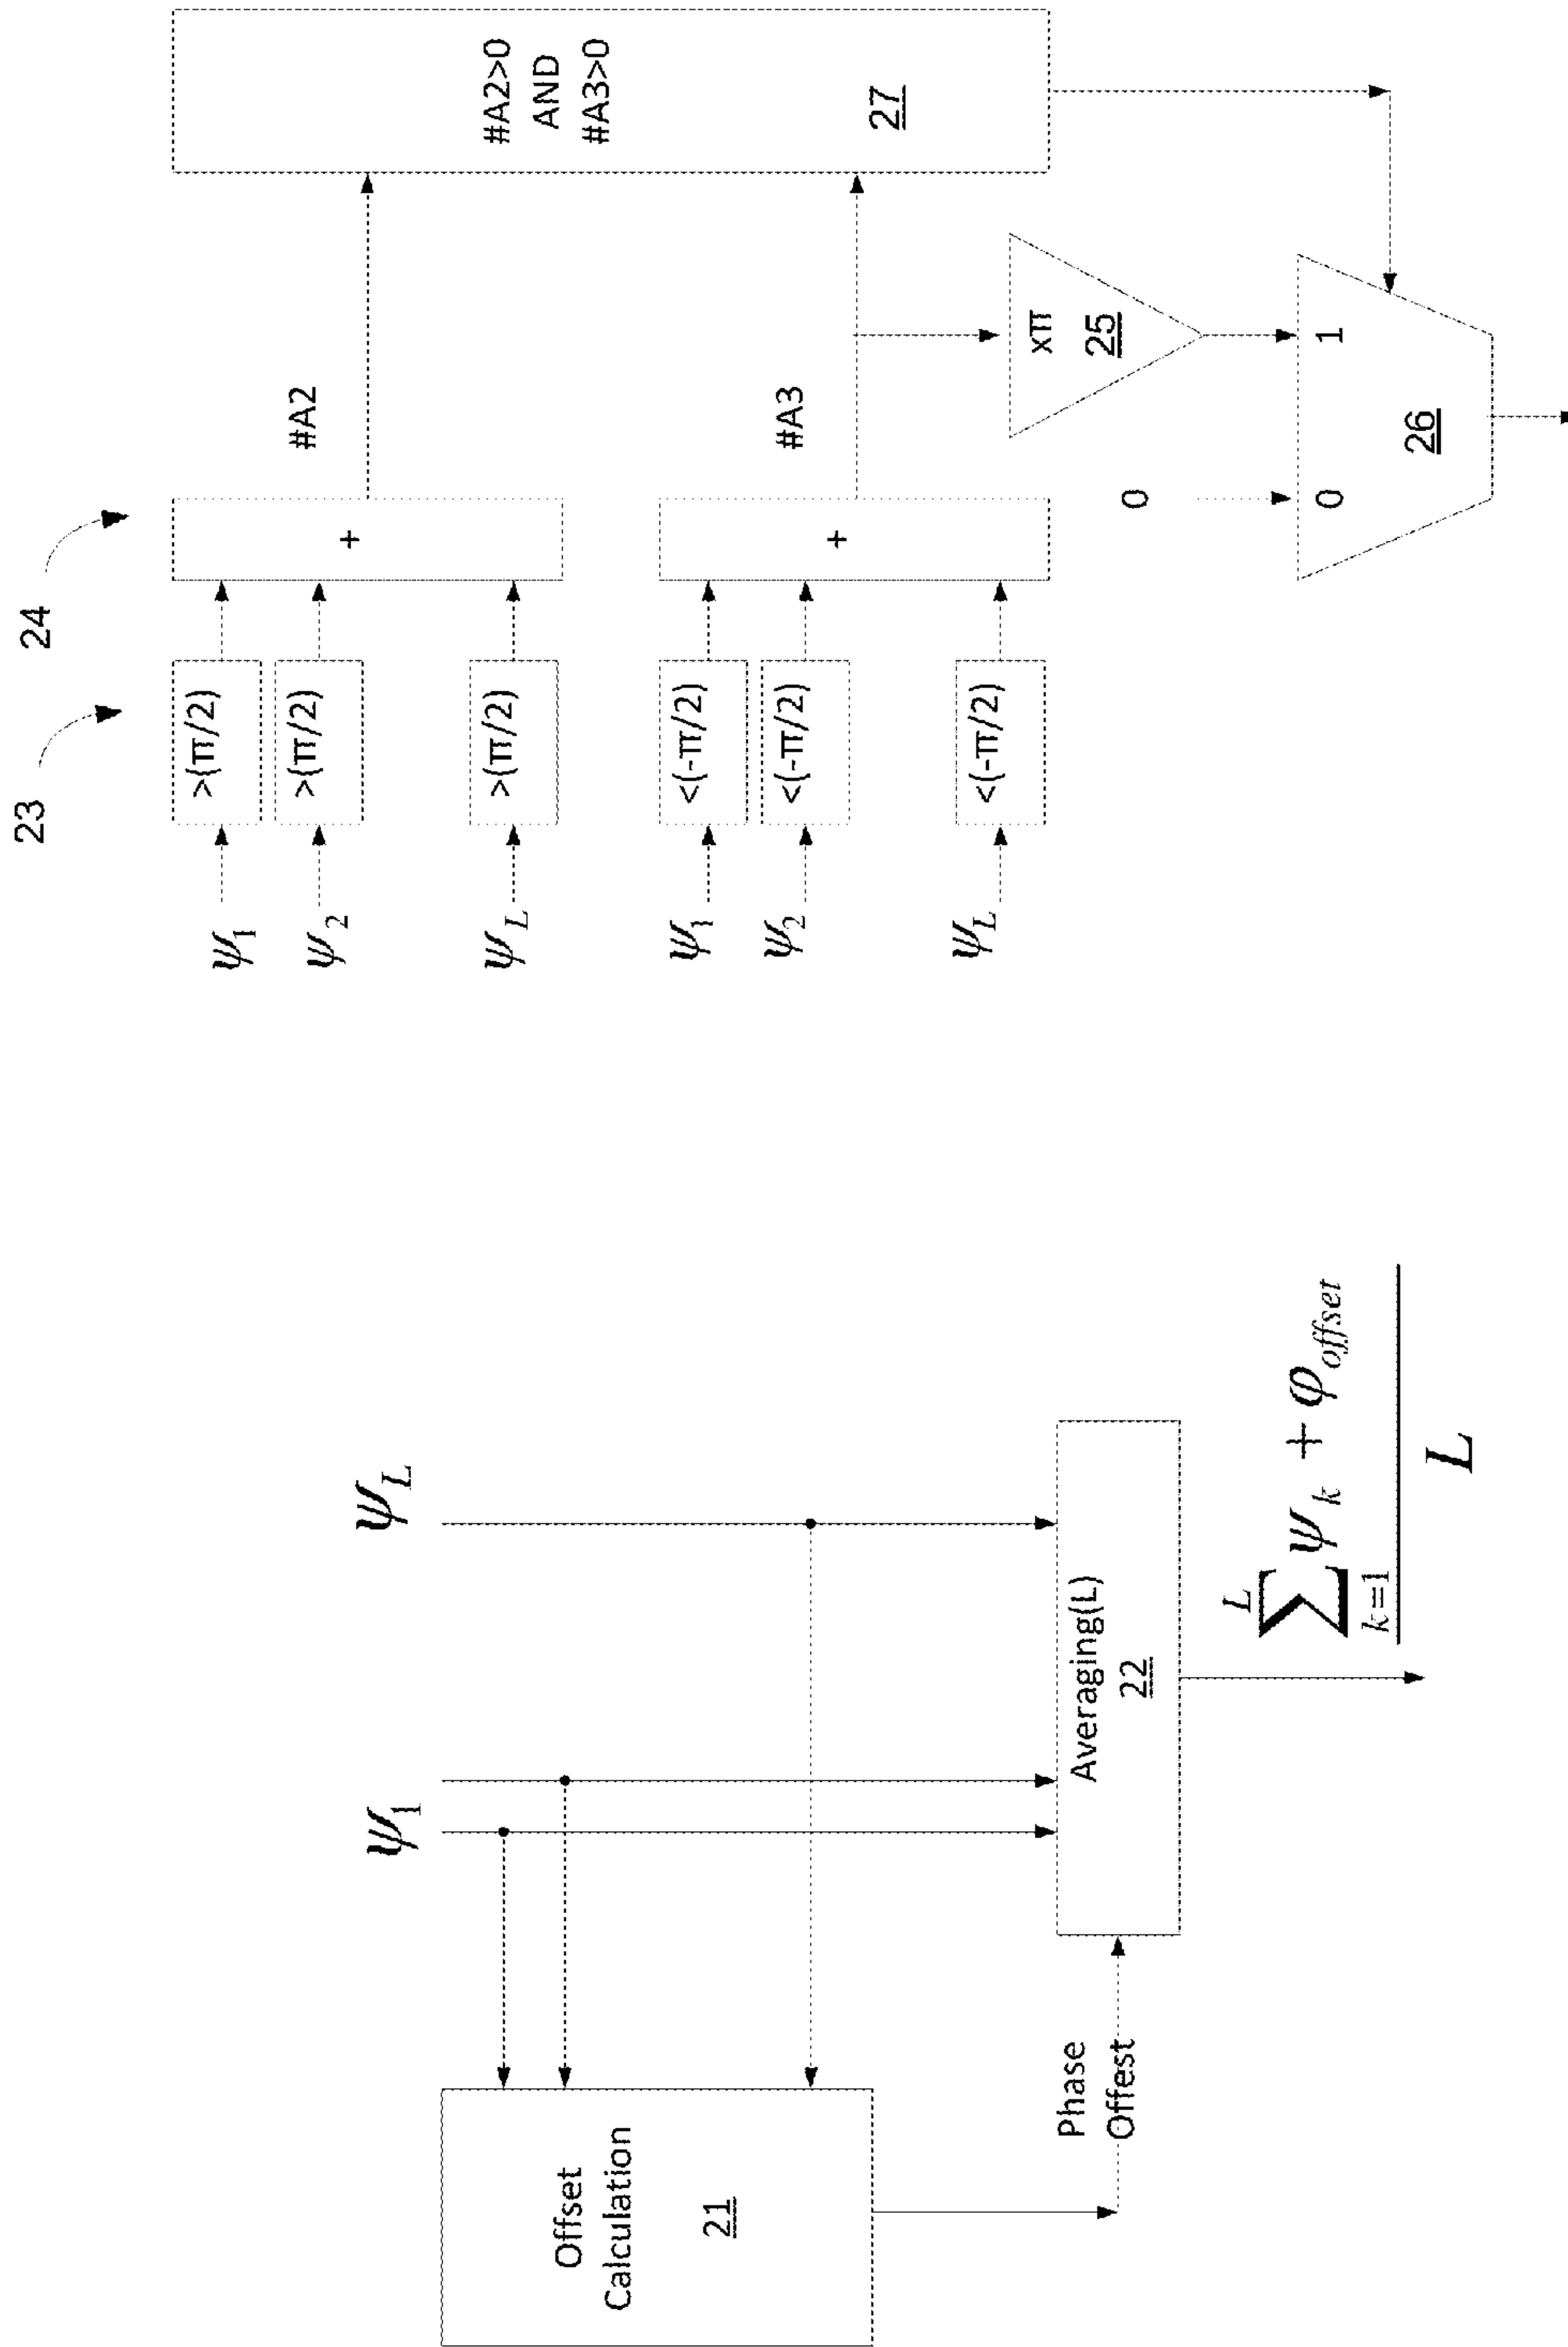 23
24
ψ1
>(π/2)
ψ2
>(π/2)
ψL
>(π/2)
+
#A2
ψ1
<(-π/2)
ψ2
<(-π/2)
ψL
<(-π/2)
+
#A3
#A2>0
AND
#A3>0
27
xπ
25
0
0
1
26
ψ1
ψL
Offset
Calculation
21
Phase
Offest
Averaging(L)
22
L
∑ ψk + φoffset
k=1
L